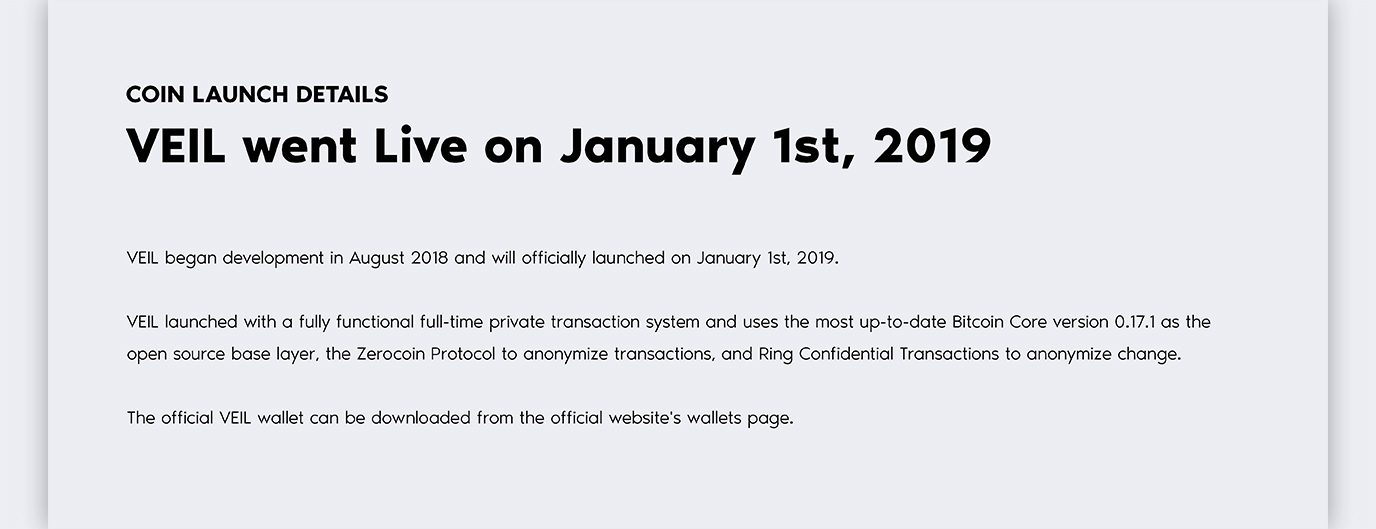 COIN LAUNCH DETAILS
VEIL went Live on January 1st, 2019
VEIL began development in August 2018 and will officially launched on January 1st, 2019.
VEIL launched with a fully functional full-time private transaction system and uses the most up-to-date Bitcoin Core version 0.17.1 as the
open source base layer, the Zerocoin Protocol to anonymize transactions, and Ring Confidential Transactions to anonymize change.
The official VEIL wallet can be downloaded from the official website's wallets page.